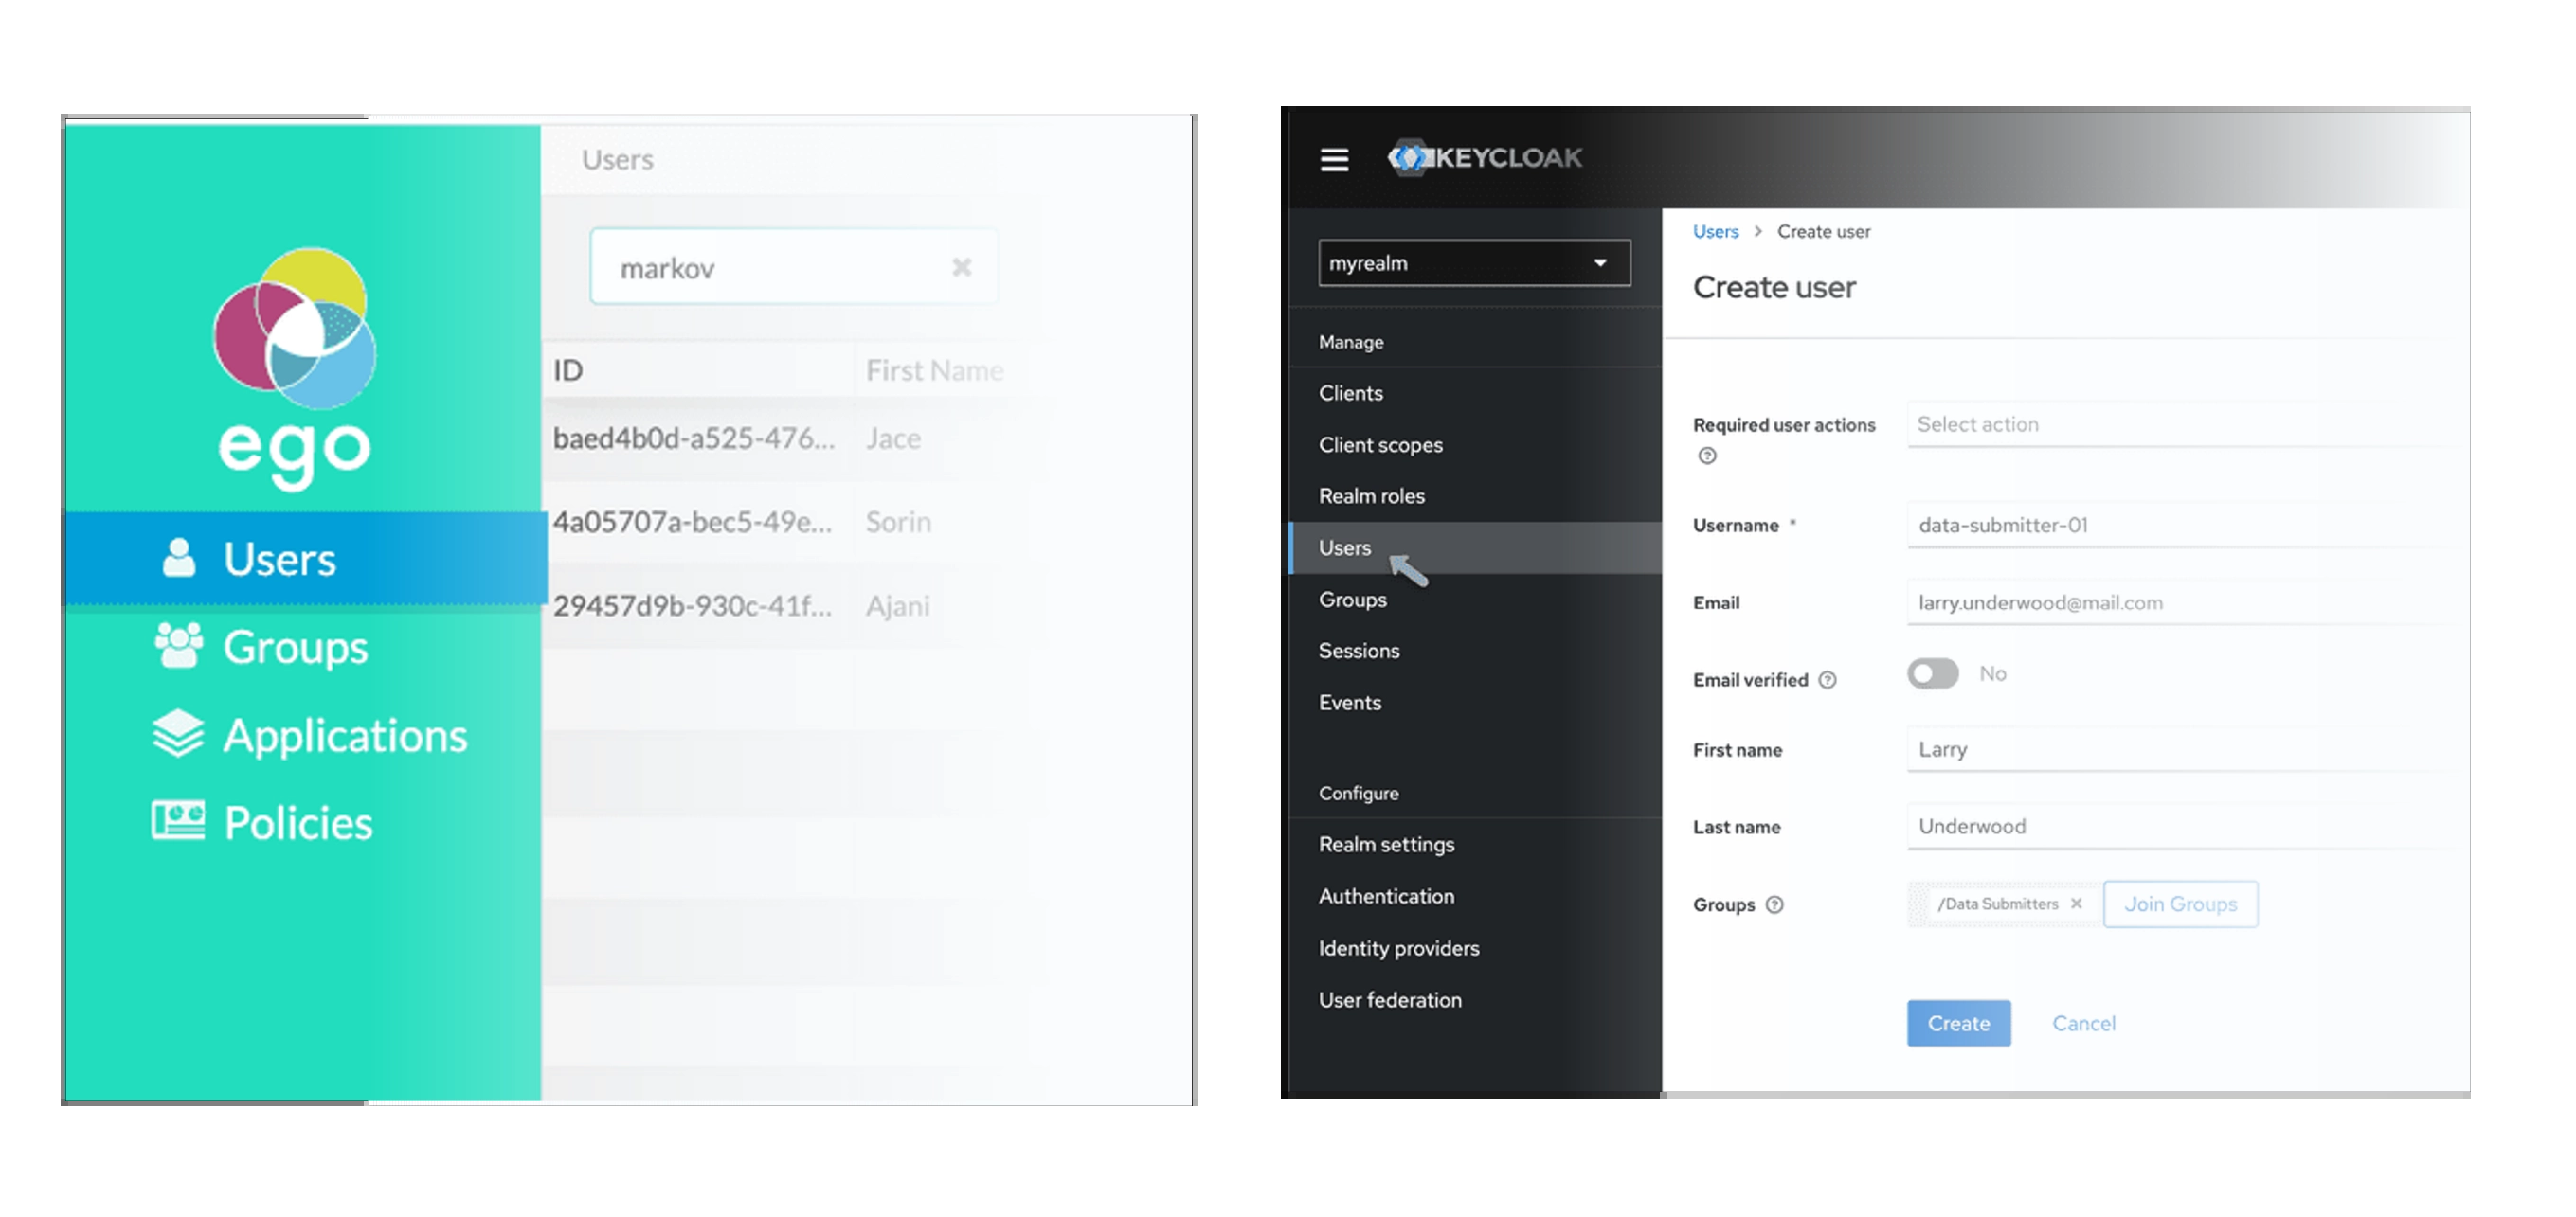 Users
markov
ID First Name
baed4b0d-a525-476... Jace
4a05707a-bec5-49e... Sorin
29457d9b-930c-41f... Ajani
ego
Users
Groups
Applications
Policies
KEYCLOAK
myrealm
Manage
Clients
Client scopes
Realm roles
Users
Groups
Sessions
Events
Configure
Realm settings
Authentication
Identity providers
User federation
Users > Create user
Create user
Required user actions Select action
Username * data-submitter-01
Email larry.underwood@mail.com
Email verified No
First name Larry
Last name Underwood
Groups /Data Submitters × Join Groups
Create Cancel